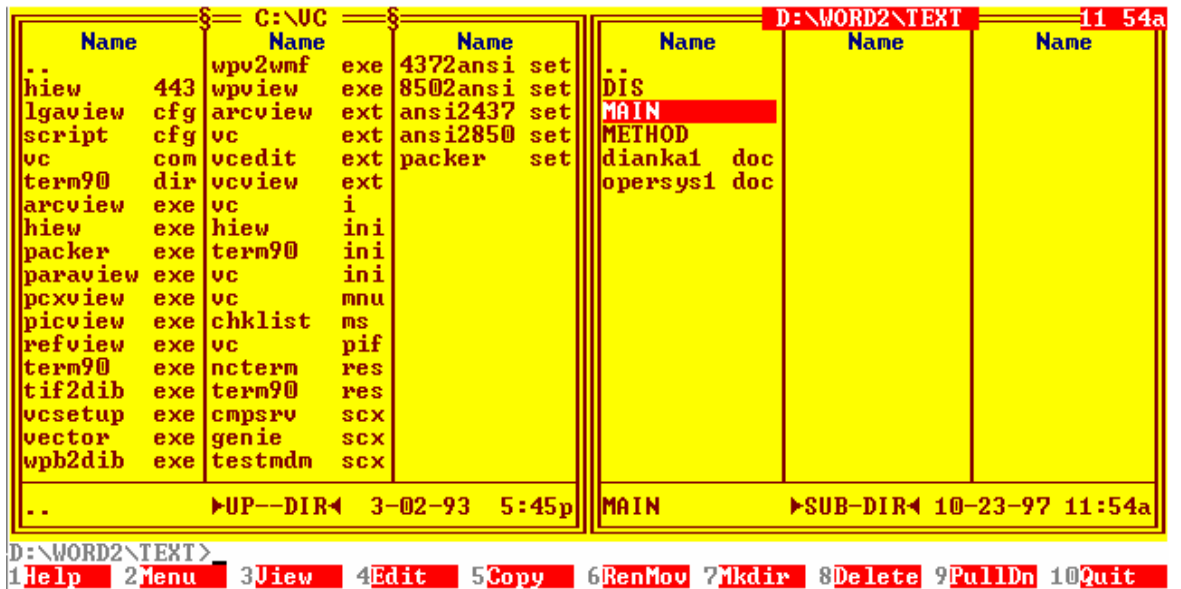 C:\VC D:\WORD2\TEXT 11 54a
Name Name Name Name Name Name
.. wpv2wmf exe 4372ansi set ..
hiew 443 wpview exe 8502ansi set DIS
lgaview cfg arcview ext ansi2437 set MAIN
script cfg vc ext ansi2850 set METHOD
vc com vcedit ext packer set dianka1 doc
term90 dir vcview ext opersys1 doc
arcview exe vc i
hiew exe hiew ini
packer exe term90 ini
paraview exe vc ini
pcxview exe vc mnu
picview exe chklist ms
refview exe vc pif
term90 exe ncterm res
tif2dib exe term90 res
vcsetup exe cmpsrv scx
vector exe genie scx
wpb2dib exe testmdm scx
.. ►UP--DIR◄ 3-02-93 5:45p MAIN ►SUB-DIR◄ 10-23-97 11:54a
D:\WORD2\TEXT>_
1Help 2Menu 3View 4Edit 5Copy 6RenMov 7Mkdir 8Delete 9PullDn 10Quit